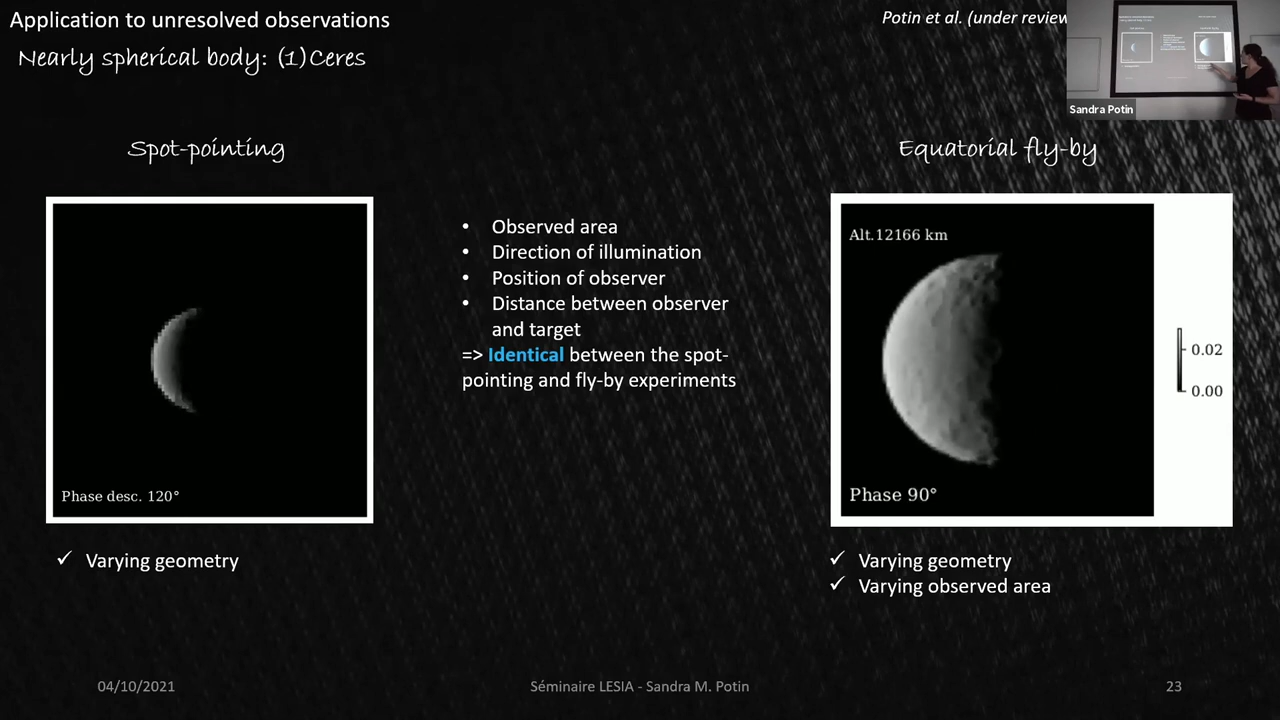 Application to unresolved observations
Potin et al. (under review
Nearly spherical body: (1)Ceres
Sandra Potin
Spot-pointing
Equatorial fly-by
Phase desc. 120°
• Observed area
• Direction of illumination
• Position of observer
• Distance between observer
and target
=> Identical between the spot-
pointing and fly-by experiments
Alt.12166 km
Phase 90°
0.02
0.00
✓ Varying geometry
✓ Varying geometry
✓ Varying observed area
04/10/2021
Séminaire LESIA - Sandra M. Potin
23